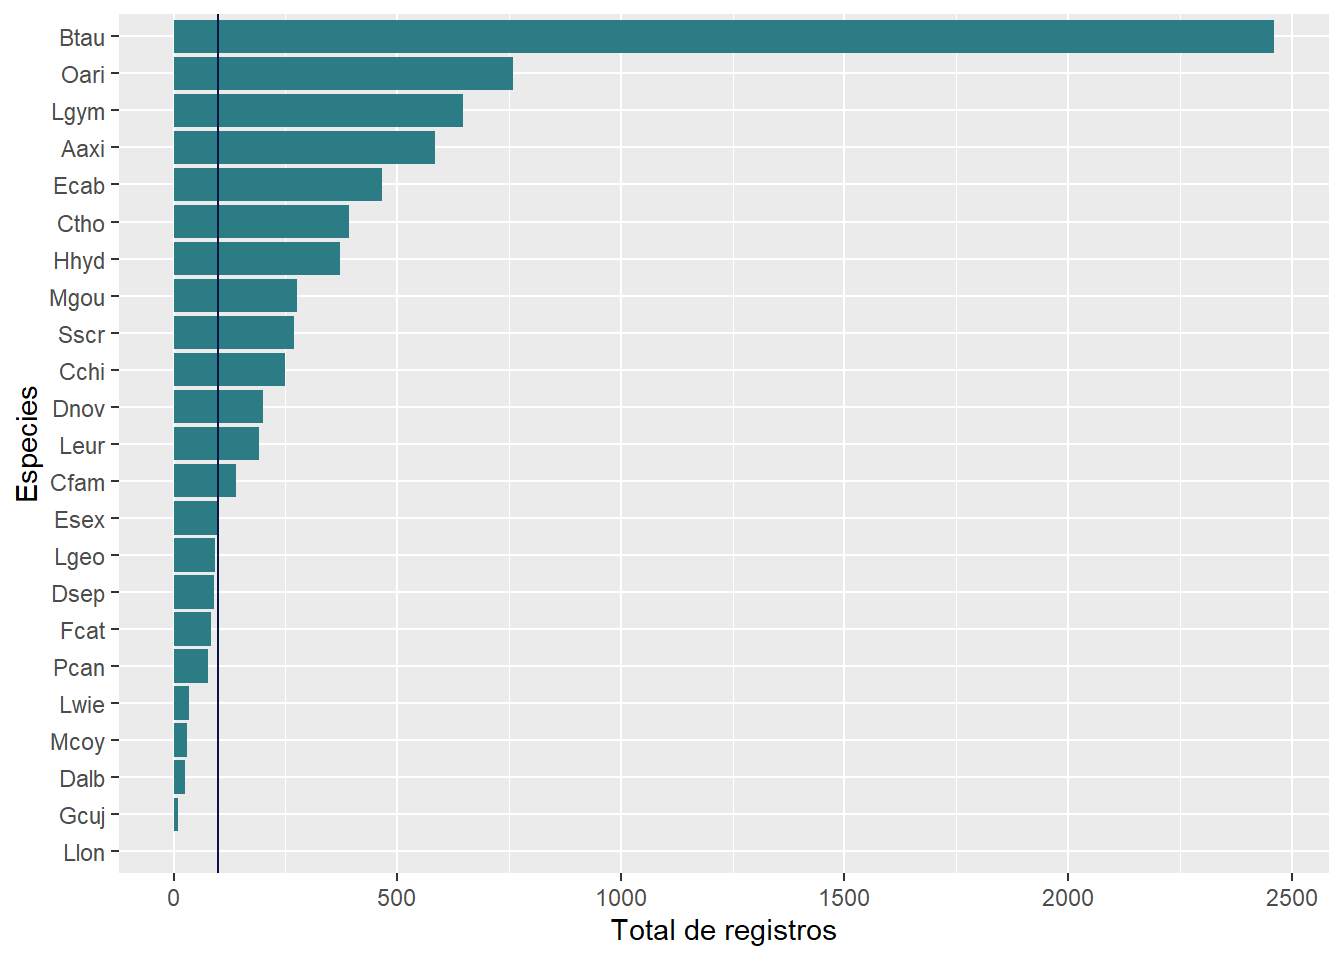 Btau
Oari
Lgym
Aaxi
Ecab
Ctho
Hhyd
Mgou
Sscr
Cchi
Dnov
Leur
Cfam
Esex
Lgeo
Dsep
Fcat
Pcan
Lwie
Mcoy
Dalb
Gcuj
Llon
Especies
0 500 1000 1500 2000 2500
Total de registros